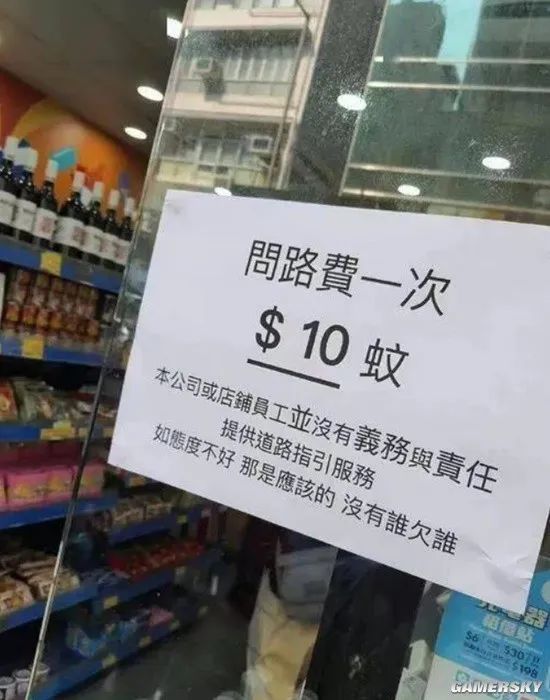 問路費一次
$ 10 蚊
本公司或店鋪員工並沒有義務與責任
提供道路指引服務
如態度不好 那是應該的 沒有誰欠誰
GAMERSKY